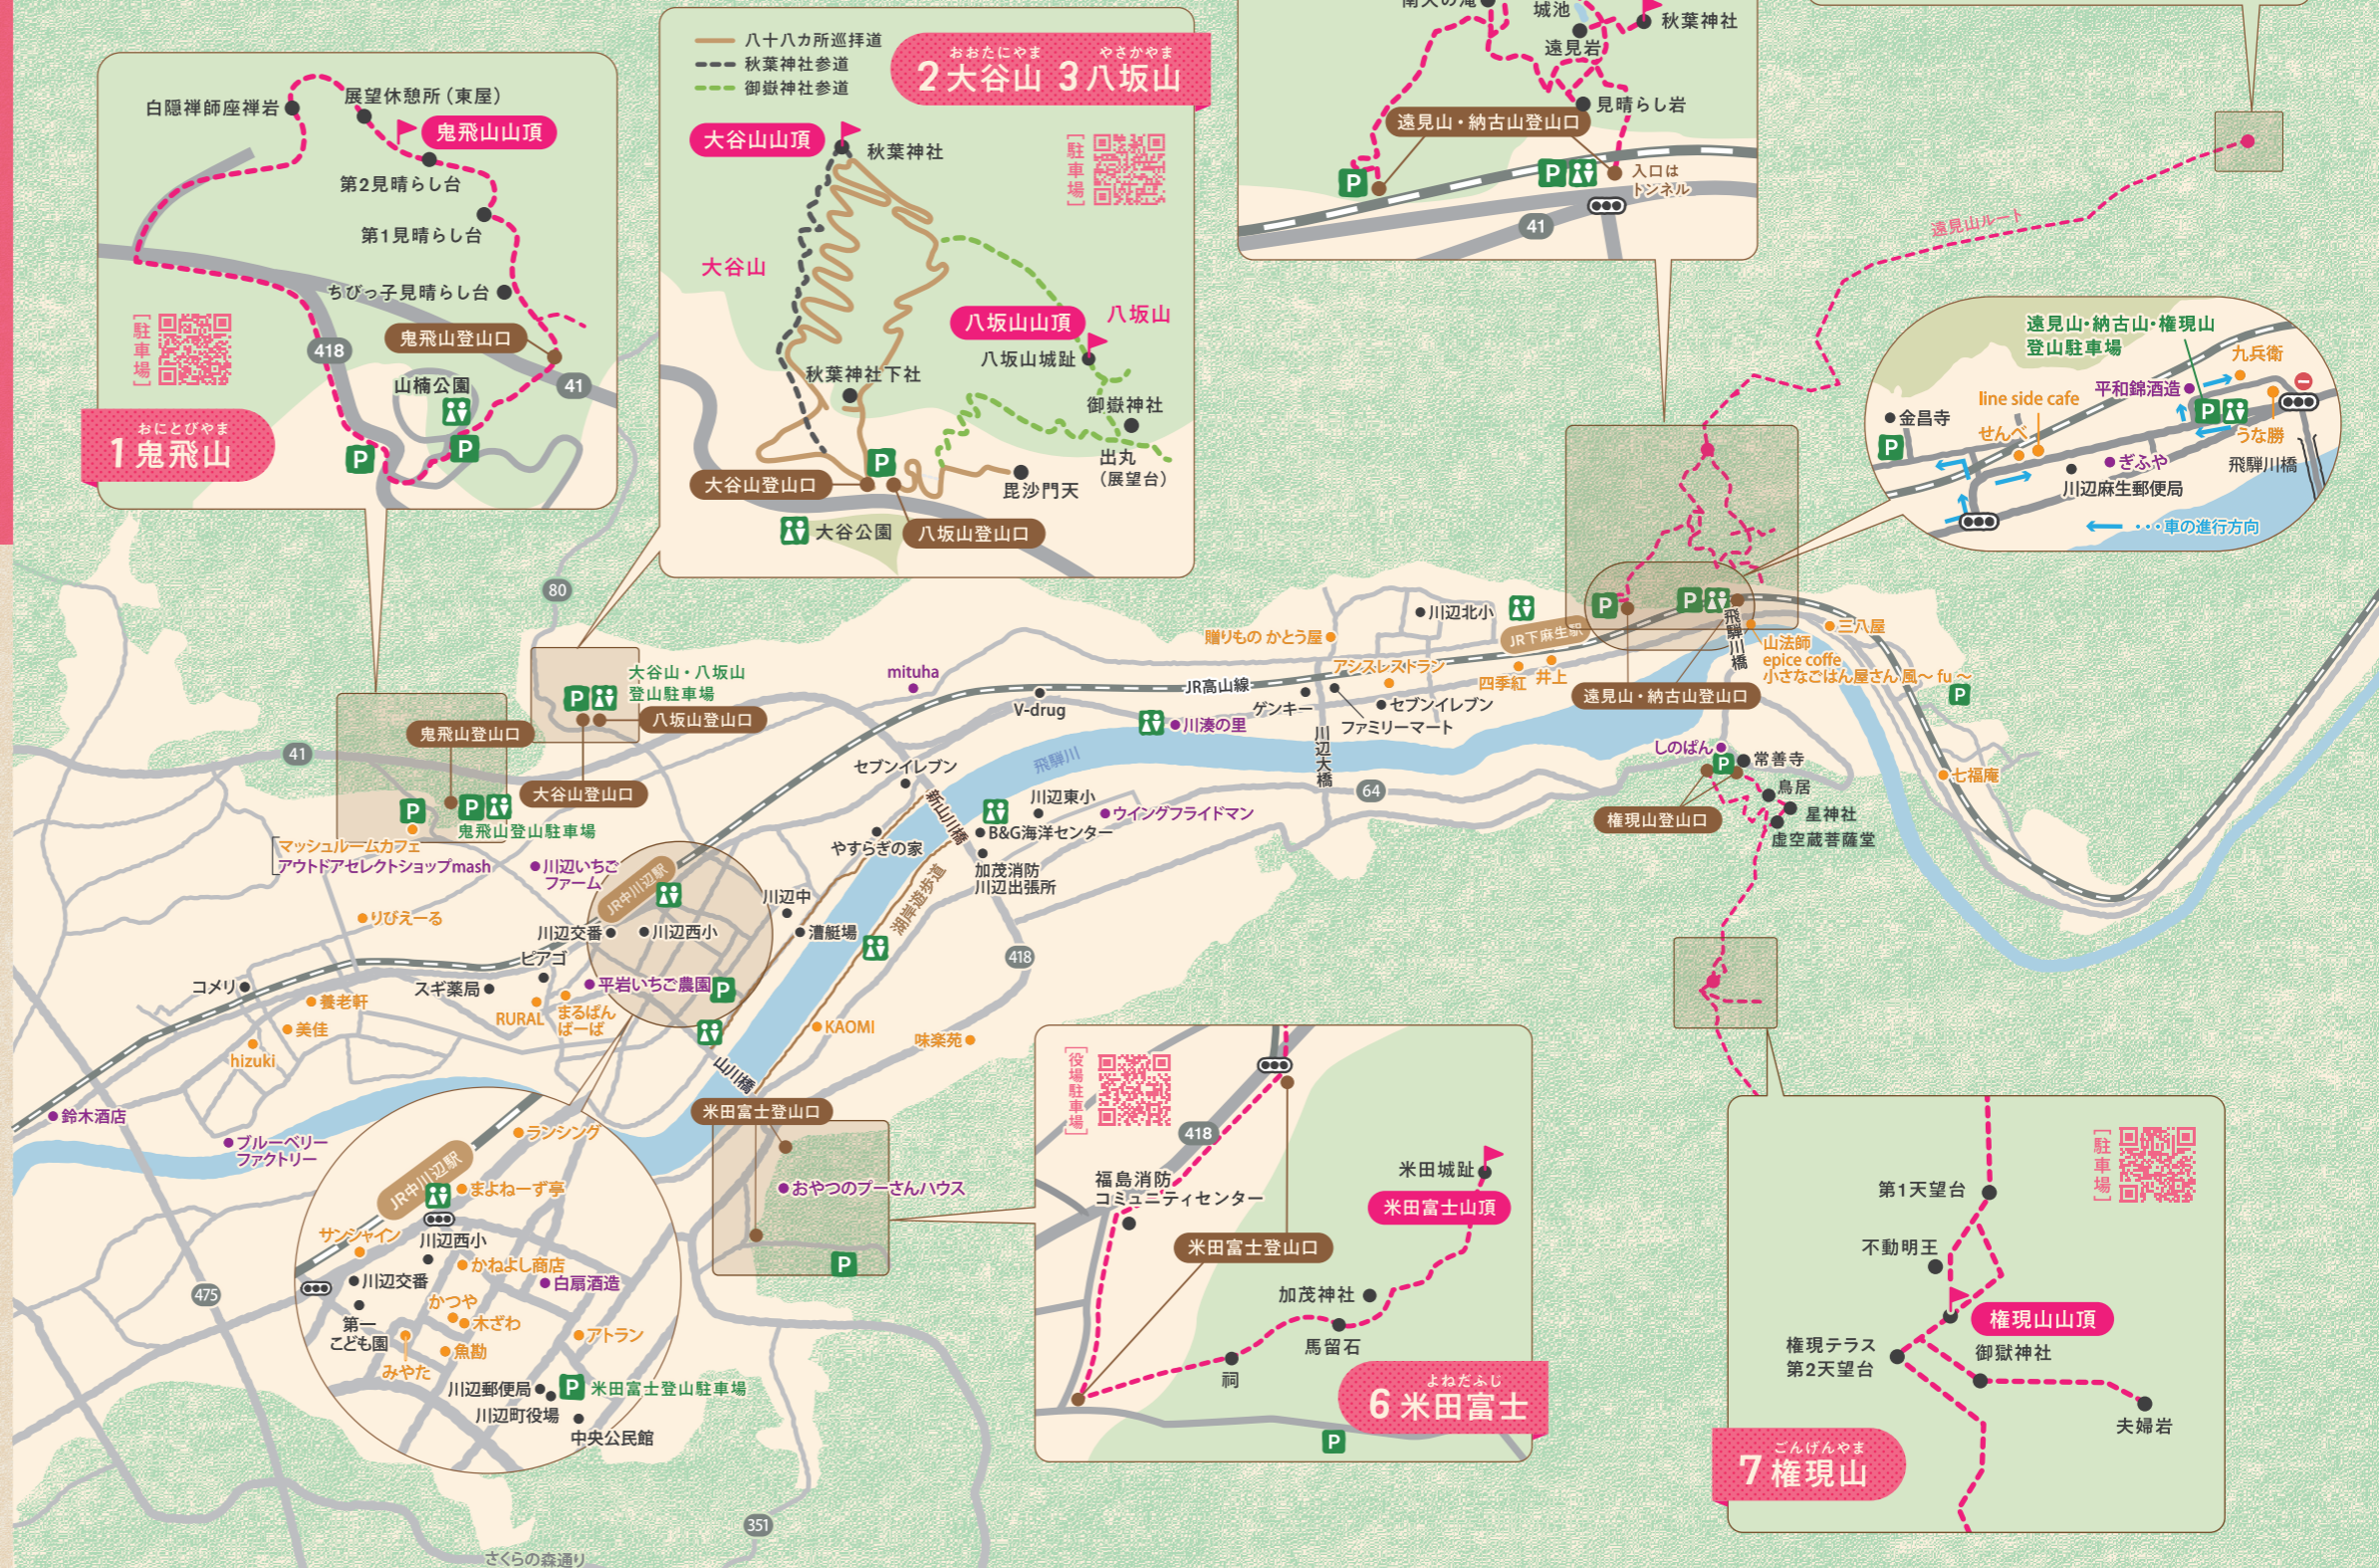 白隠禅師座禅岩
展望休憩所（東屋）
鬼飛山山頂
第2見晴らし台
第1見晴らし台
ちびっ子見晴らし台
鬼飛山登山口
[駐車場]
418
41
山楠公園
P
P
おにとびやま
1 鬼飛山
八十八カ所巡拝道
秋葉神社参道
御嶽神社参道
おおたにやま
2 大谷山
やさかやま
3 八坂山
大谷山山頂
秋葉神社
[駐車場]
大谷山
八坂山山頂
八坂山
八坂山城趾
秋葉神社下社
御嶽神社
出丸
（展望台）
毘沙門天
P
大谷山登山口
大谷公園
八坂山登山口
城池
秋葉神社
遠見岩
見晴らし岩
遠見山・納古山登山口
P
P
入口は
トンネル
41
遠見山ルート
遠見山・納古山・権現山
登山駐車場
九兵衛
平和錦酒造
line side cafe
金昌寺
せんべ
P
P
うな勝
ぎふや
飛騨川橋
川辺麻生郵便局
・・・車の進行方向
80
大谷山・八坂山
登山駐車場
P
八坂山登山口
大谷山登山口
41
鬼飛山登山口
P
P
鬼飛山登山駐車場
マッシュルームカフェ
アウトドアセレクトショップmash
川辺いちご
ファーム
りびえーる
JR中川辺駅
川辺交番
川辺西小
ピアゴ
スギ薬局
平岩いちご農園
P
コメリ
養老軒
美佳
hizuki
RURAL
まるぱん
ばーば
川辺中
漕艇場
mituha
V-drug
JR高山線
セブンイレブン
新山川橋
やすらぎの家
飛騨川
川湊の里
川辺東小
B&G海洋センター
ウイングフライドマン
加茂消防
川辺出張所
湖岸遊歩道
418
KAOMI
味楽苑
山川橋
贈りもの かとう屋
川辺北小
JR下麻生駅
アシスレストラン
四季紅
井上
ゲンキー
セブンイレブン
ファミリーマート
川辺大橋
64
P
P
飛騨川橋
遠見山・納古山登山口
三八屋
山法師
epice coffe
小さなごはん屋さん 風〜 fu 〜
P
七福庵
しのぱん
P
常善寺
鳥居
星神社
虚空蔵菩薩堂
権現山登山口
鈴木酒店
ブルーベリー
ファクトリー
475
351
さくらの森通り
ランシング
JR中川辺駅
まよねーず亭
サンシャイン
川辺西小
かねよし商店
川辺交番
白扇酒造
かつや
木ざわ
第一
こども園
アトラン
魚勘
みやた
川辺郵便局
P
米田富士登山駐車場
川辺町役場
中央公民館
米田富士登山口
おやつのプーさんハウス
P
[役場駐車場]
418
福島消防
コミュニティセンター
米田城趾
米田富士山頂
米田富士登山口
加茂神社
馬留石
祠
よねだふじ
6 米田富士
P
[駐車場]
第1天望台
不動明王
権現山山頂
権現テラス
第2天望台
御獄神社
夫婦岩
ごんげんやま
7 権現山